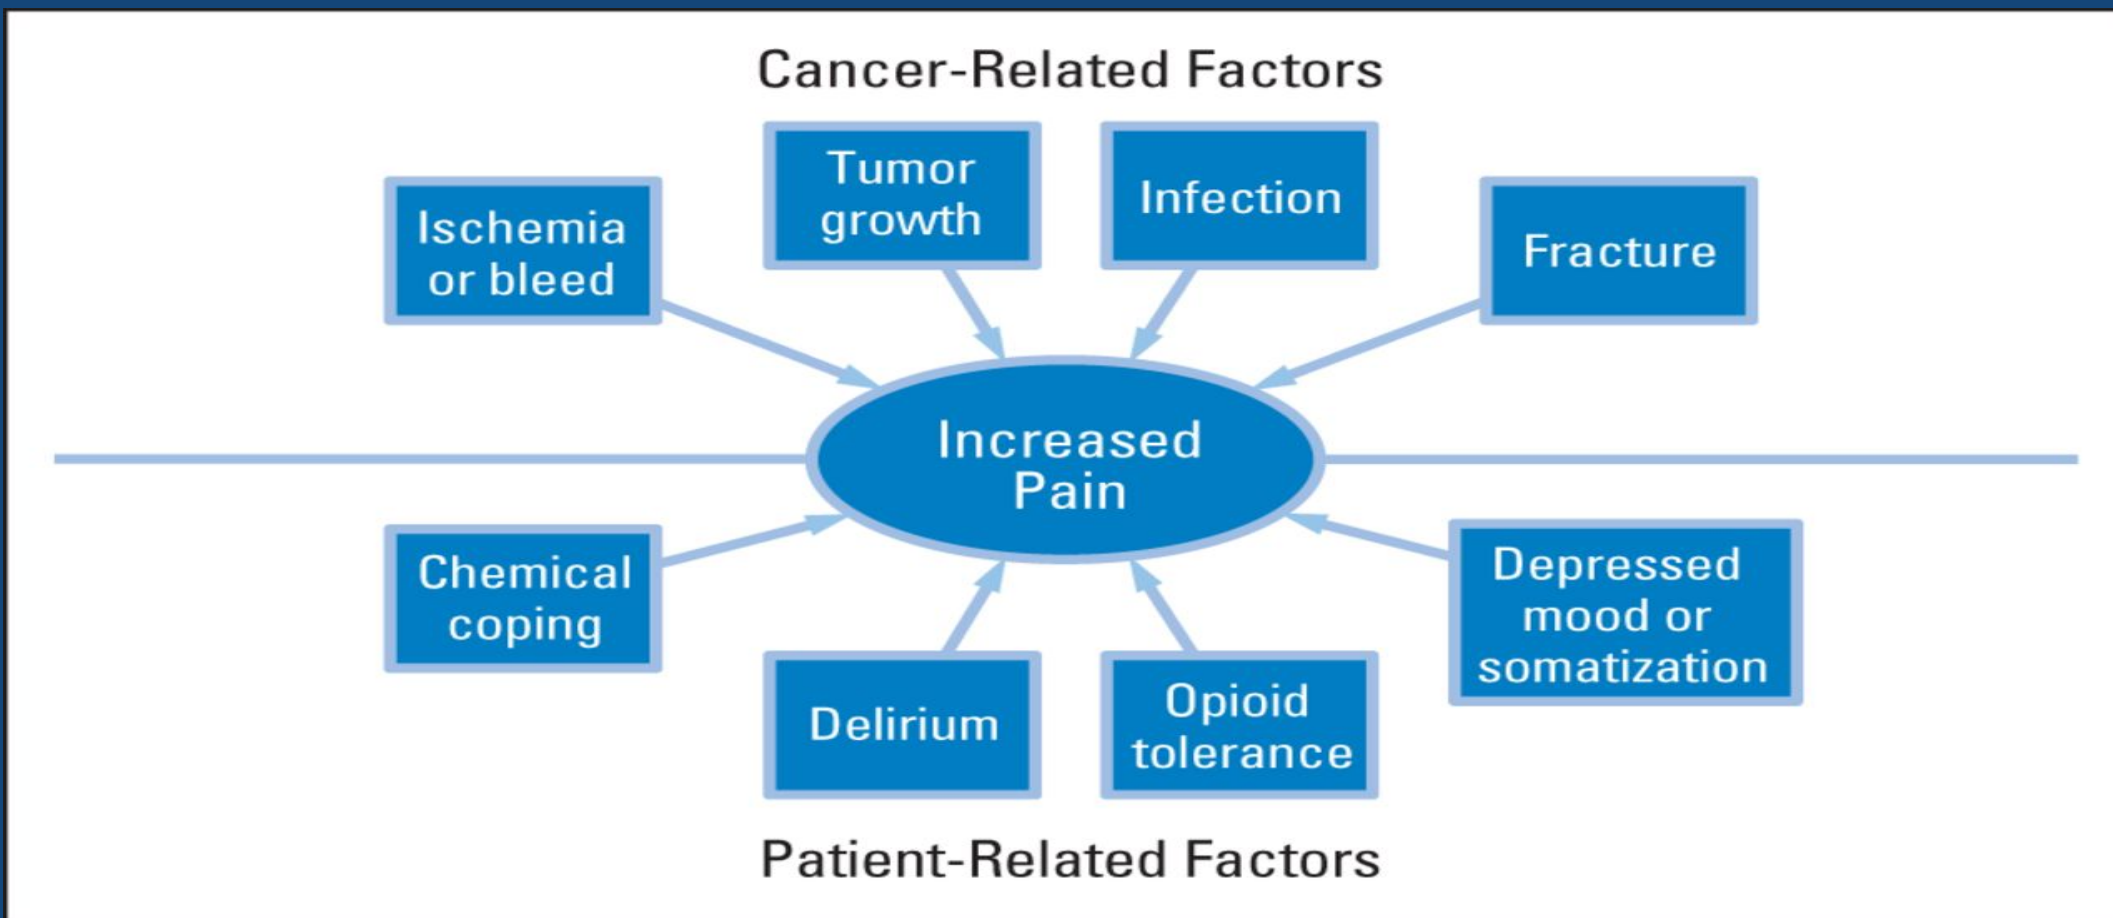 Cancer-Related Factors
Ischemia
or bleed
Tumor
growth
Infection
Fracture
Increased
Pain
Chemical
coping
Delirium
Opioid
tolerance
Depressed
mood or
somatization
Patient-Related Factors